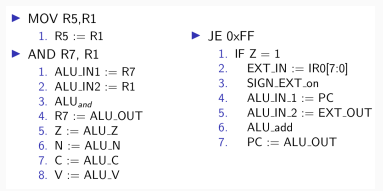 ▶ MOV R5,R1
1. R5 := R1
▶ AND R7, R1
1. ALU_IN1 := R7
2. ALU_IN2 := R1
3. ALUand
4. R7 := ALU_OUT
5. Z := ALU_Z
6. N := ALU_N
7. C := ALU_C
8. V := ALU_V
▶ JE 0xFF
1. IF Z = 1
2. EXT_IN := IR0[7:0]
3. SIGN_EXT_on
4. ALU_IN_1 := PC
5. ALU_IN_2 := EXT_OUT
6. ALU_add
7. PC := ALU_OUT